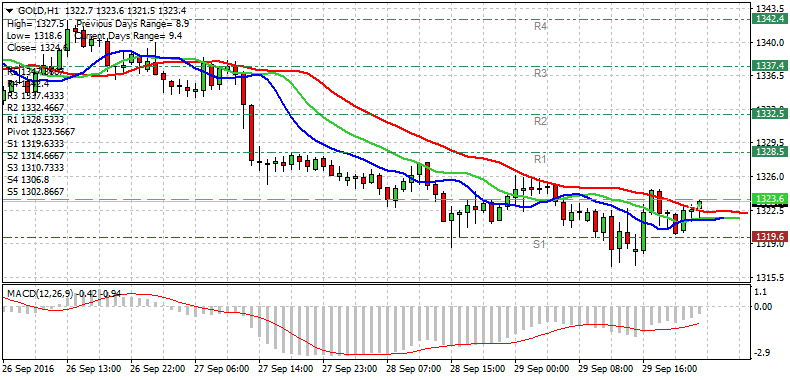 GOLD,H1 1322.7 1323.6 1321.5 1323.4
High= 1327.5 Previous Days Range= 8.9
Low= 1318.6 Current Days Range= 9.4
Close= 1324.6
R3 1337.4333
R2 1332.4667
R1 1328.5333
Pivot 1323.5667
S1 1319.6333
S2 1314.6667
S3 1310.7333
S4 1306.8
S5 1302.8667
R4
R3
R2
R1
S1
1343.5
1342.4
1340.0
1337.4
1336.5
1332.5
1329.5
1328.5
1326.0
1323.6
1322.5
1319.6
1319.0
1315.5
MACD(12,26,9) -0.42 -0.94
1.1
0.00
-2.9
26 Sep 2016
26 Sep 13:00
26 Sep 22:00
27 Sep 06:00
27 Sep 14:00
27 Sep 23:00
28 Sep 07:00
28 Sep 15:00
29 Sep 00:00
29 Sep 08:00
29 Sep 16:00